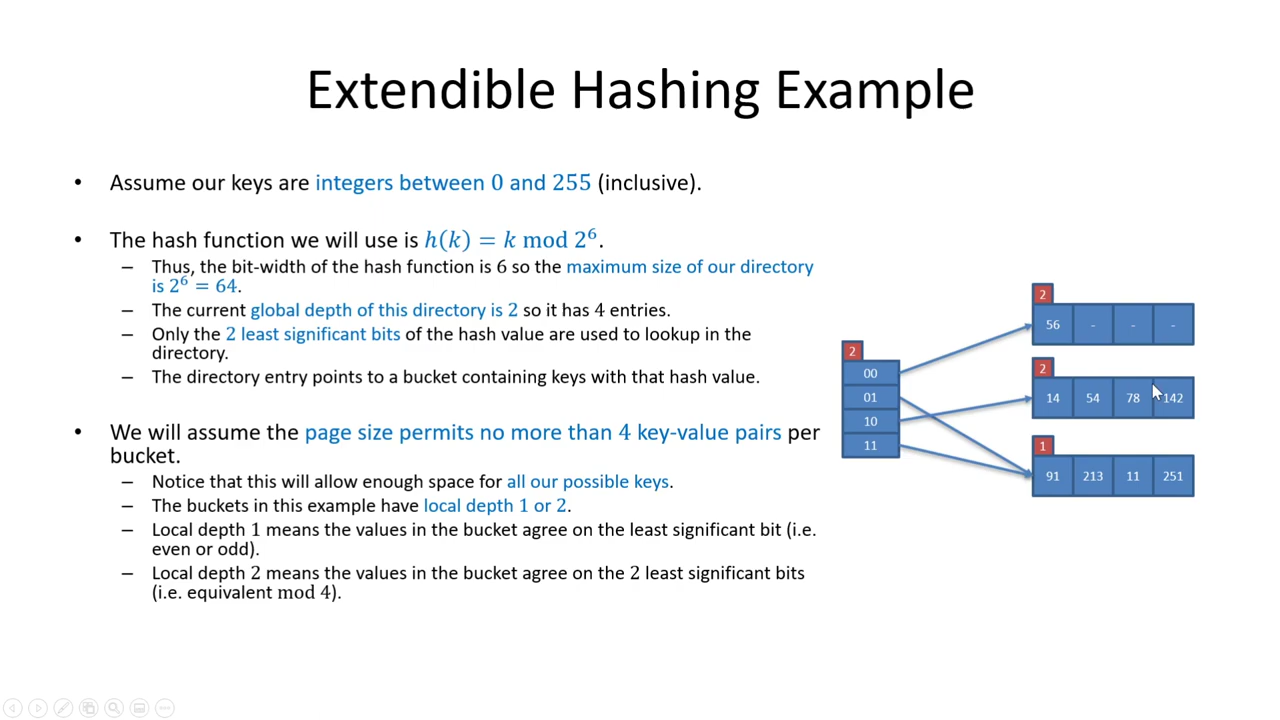 Extendible Hashing Example
• Assume our keys are integers between 0 and 255 (inclusive).
• The hash function we will use is h(k) = k mod 2⁶.
– Thus, the bit-width of the hash function is 6 so the maximum size of our directory
is 2⁶ = 64.
– The current global depth of this directory is 2 so it has 4 entries.
– Only the 2 least significant bits of the hash value are used to lookup in the
directory.
– The directory entry points to a bucket containing keys with that hash value.
• We will assume the page size permits no more than 4 key-value pairs per
bucket.
– Notice that this will allow enough space for all our possible keys.
– The buckets in this example have local depth 1 or 2.
– Local depth 1 means the values in the bucket agree on the least significant bit (i.e.
even or odd).
– Local depth 2 means the values in the bucket agree on the 2 least significant bits
(i.e. equivalent mod 4).
2
00
01
10
11
2
56 - - -
2
14 54 78 142
1
91 213 11 251